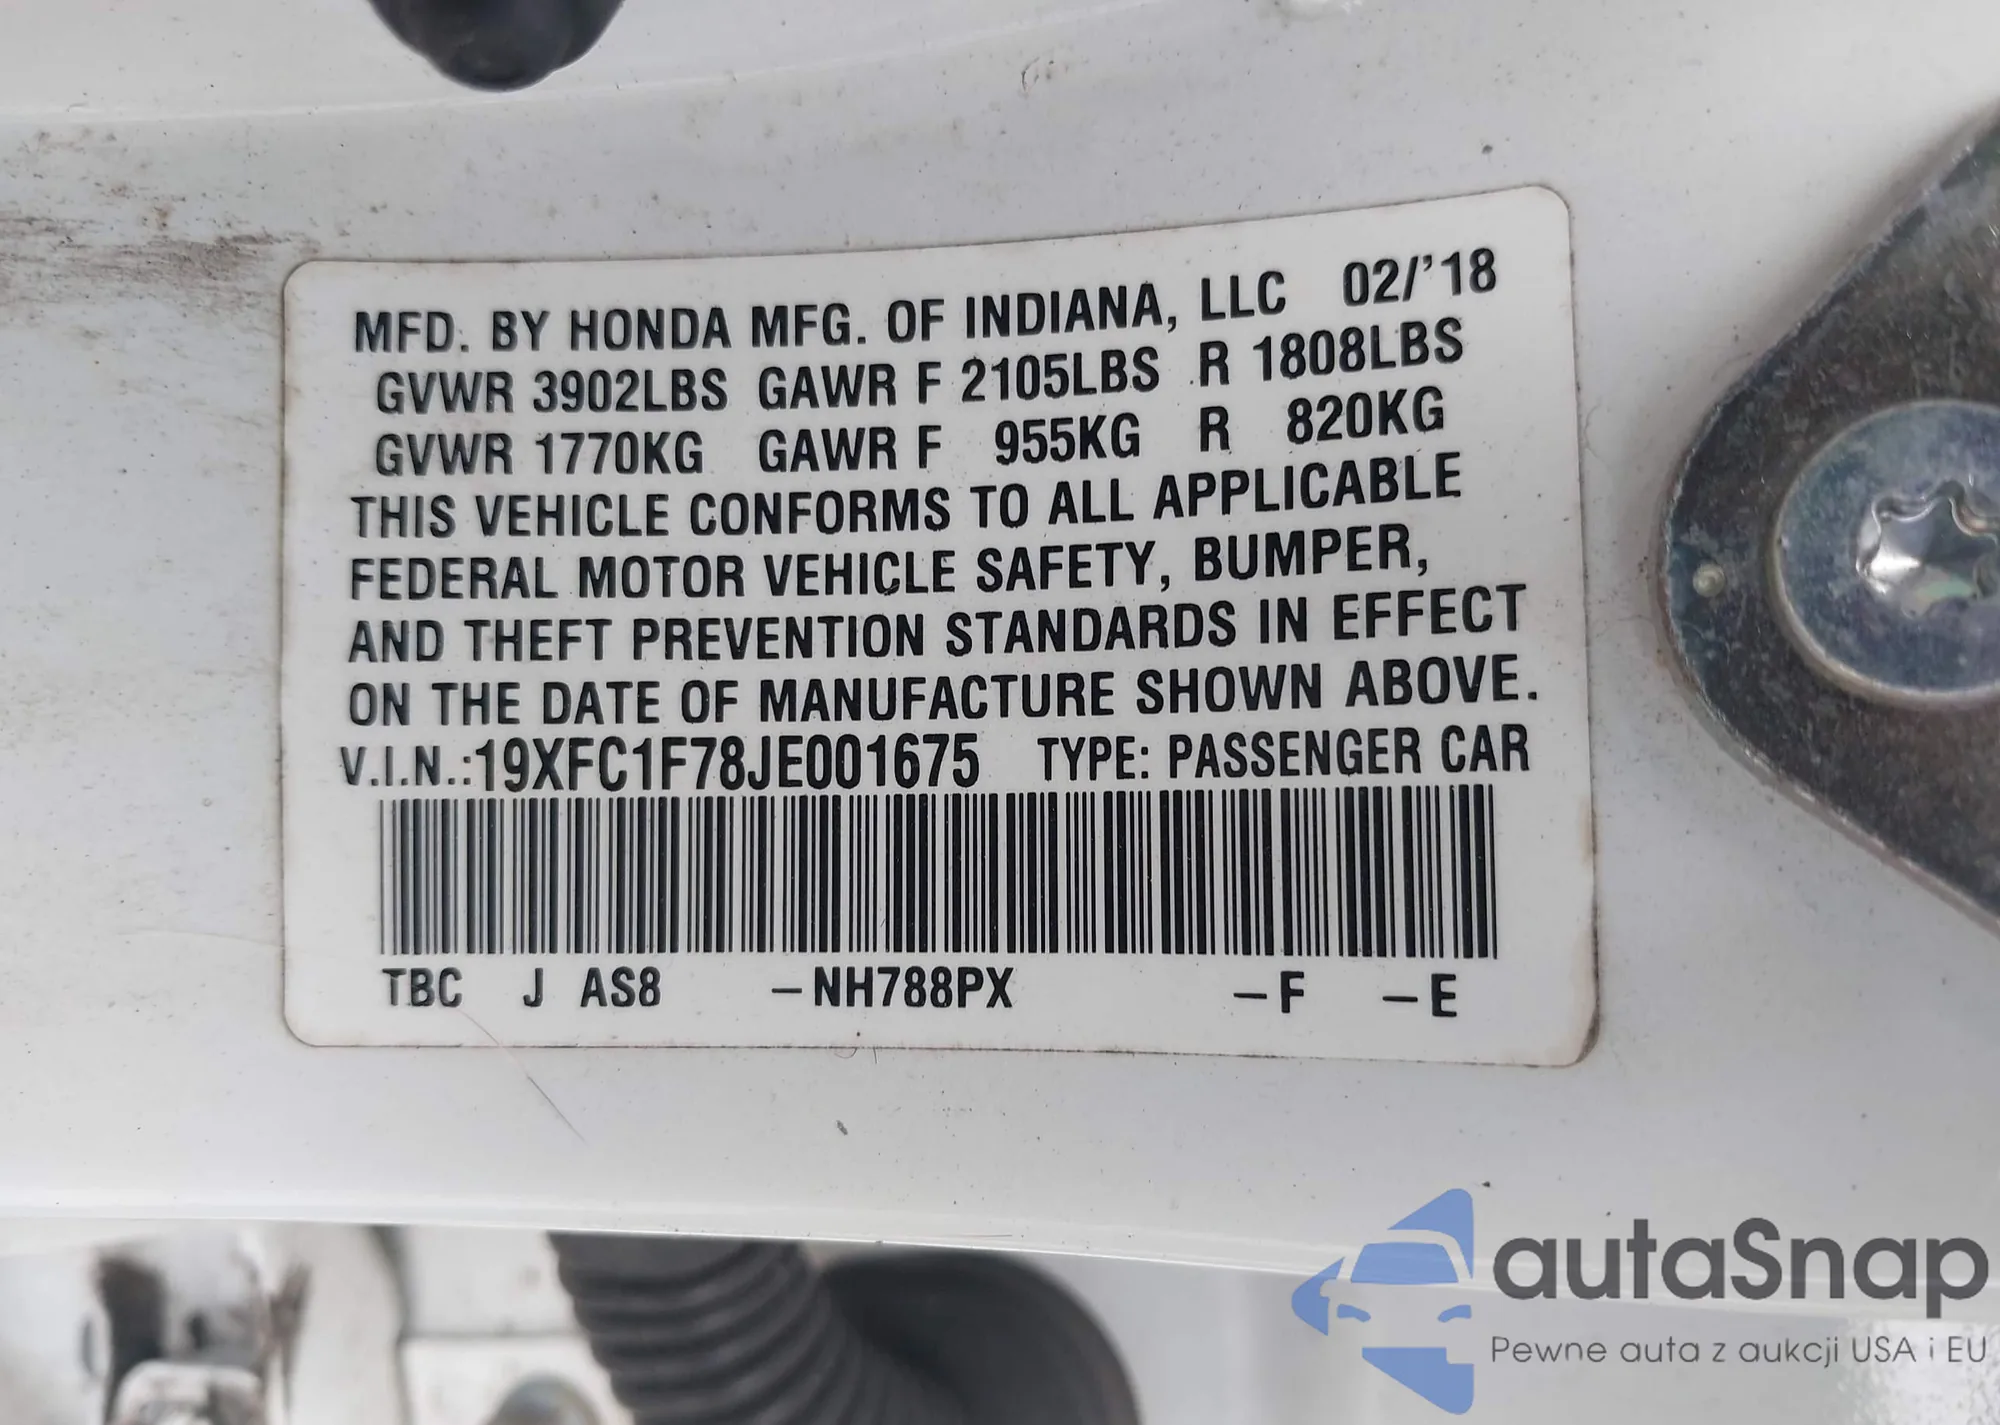 MFD. BY HONDA MFG. OF INDIANA, LLC 02/'18
GVWR 3902LBS GAWR F 2105LBS R 1808LBS
GVWR 1770KG GAWR F 955KG R 820KG
THIS VEHICLE CONFORMS TO ALL APPLICABLE
FEDERAL MOTOR VEHICLE SAFETY, BUMPER,
AND THEFT PREVENTION STANDARDS IN EFFECT
ON THE DATE OF MANUFACTURE SHOWN ABOVE.
V.I.N.:19XFC1F78JE001675 TYPE: PASSENGER CAR
TBC J AS8 –NH788PX –F –E
autaSnap
Pewne auta z aukcji USA i EU